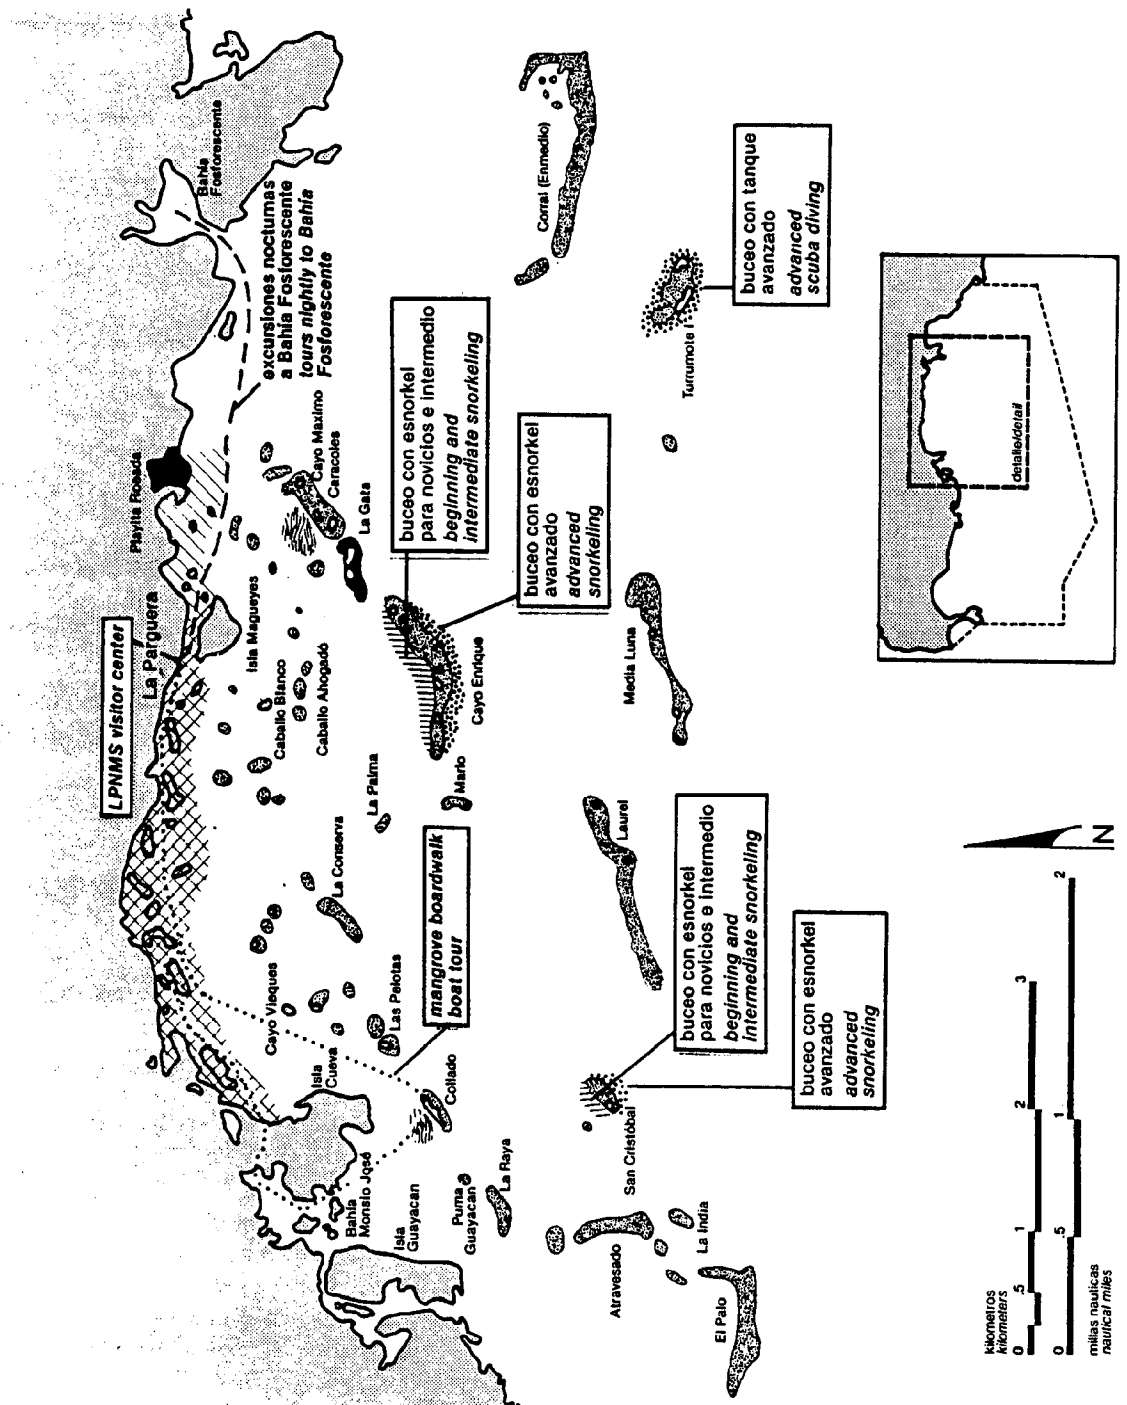 Bahía
Fosforescente
excursiones nocturnas
a Bahía Fosforescente
tours nightly to Bahía
Fosforescente
Playita Rosada
LPNMS visitor center
La Parguera
Isla Magueyes
Cayo Maximo
Caracoles
La Gata
Caballo Blanco
Caballo Ahogado
La Palma
Mario
Cayo Enrique
La Conserva
Cayo Vieques
Las Pelotas
Isla
Cueva
Collado
mangrove boardwalk
boat tour
Bahía
Monsio José
Isla
Guayacan
Puma
Guayacan
La Raya
Corral (Enmedio)
buceo con esnorkel
para novicios e intermedio
beginning and
intermediate snorkeling
buceo con esnorkel
avanzado
advanced
snorkeling
buceo con tanque
avanzado
advanced
scuba diving
Turrumote I
Media Luna
Laurel
buceo con esnorkel
para novicios e intermedio
beginning and
intermediate snorkeling
buceo con esnorkel
avanzado
advanced
snorkeling
San Cristóbal
Atravesado
La India
El Palo
detalle/detail
N
kilometros
kilometers
0 .5 1 2 3
0 .5 1 2
millas nauticas
nautical miles